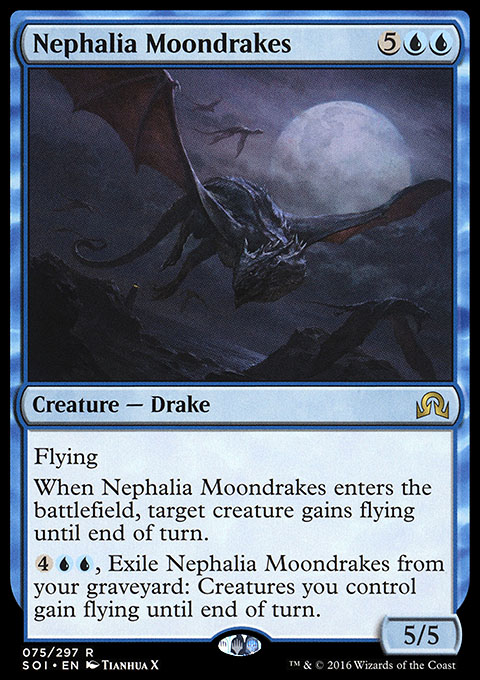 Nephalia Moondrakes 5
Creature — Drake
Flying
When Nephalia Moondrakes enters the
battlefield, target creature gains flying
until end of turn.
4, Exile Nephalia Moondrakes from
your graveyard: Creatures you control
gain flying until end of turn.
5/5
075/297 R
SOI • EN Tianhua X
™ & © 2016 Wizards of the Coast